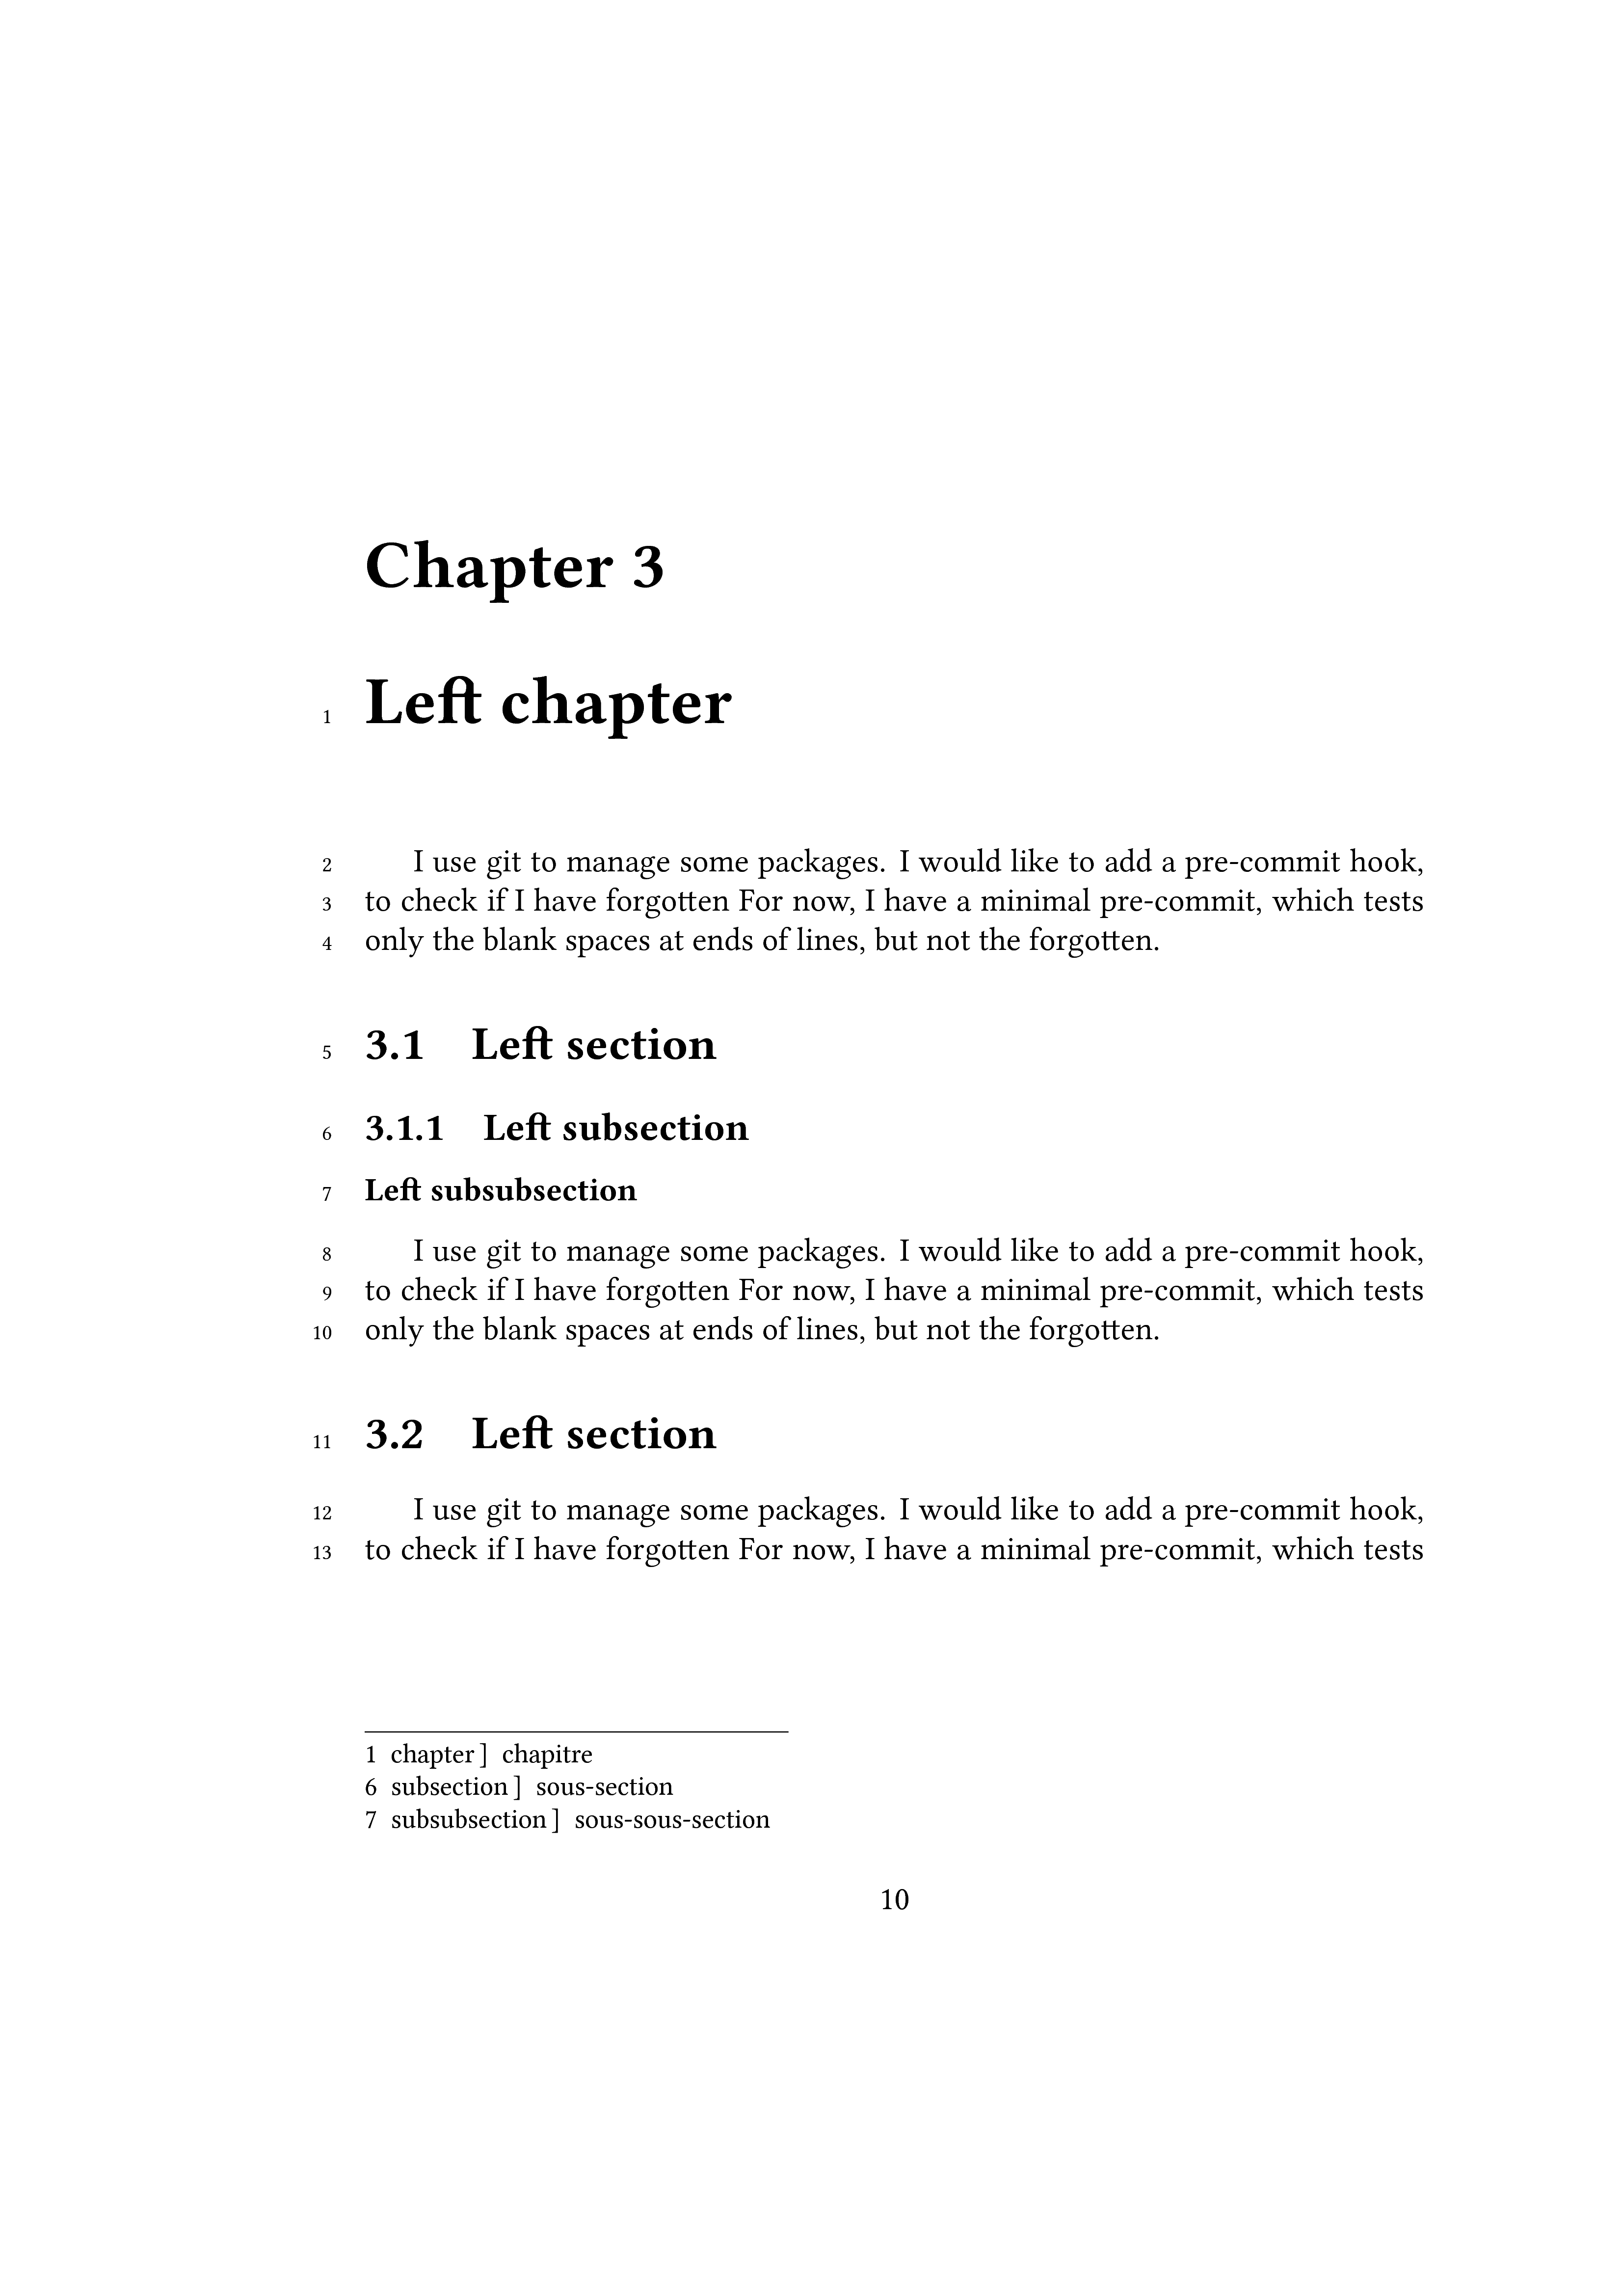 Chapter 3
1 Left chapter
2 I use git to manage some packages. I would like to add a pre-commit hook,
3 to check if I have forgotten For now, I have a minimal pre-commit, which tests
4 only the blank spaces at ends of lines, but not the forgotten.
5 3.1 Left section
6 3.1.1 Left subsection
7 Left subsubsection
8 I use git to manage some packages. I would like to add a pre-commit hook,
9 to check if I have forgotten For now, I have a minimal pre-commit, which tests
10 only the blank spaces at ends of lines, but not the forgotten.
11 3.2 Left section
12 I use git to manage some packages. I would like to add a pre-commit hook,
13 to check if I have forgotten For now, I have a minimal pre-commit, which tests
1 chapter ] chapitre
6 subsection ] sous-section
7 subsubsection ] sous-sous-section
10